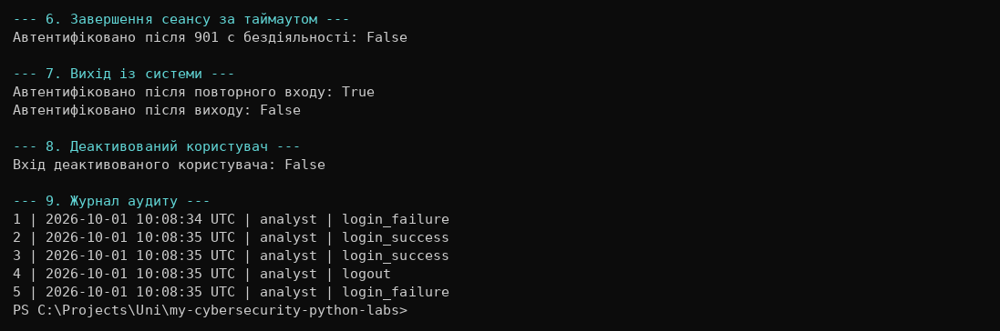 --- 6. Завершення сеансу за таймаутом ---
Автентифіковано після 901 с бездіяльності: False
--- 7. Вихід із системи ---
Автентифіковано після повторного входу: True
Автентифіковано після виходу: False
--- 8. Деактивований користувач ---
Вхід деактивованого користувача: False
--- 9. Журнал аудиту ---
1 | 2026-10-01 10:08:34 UTC | analyst | login_failure
2 | 2026-10-01 10:08:35 UTC | analyst | login_success
3 | 2026-10-01 10:08:35 UTC | analyst | login_success
4 | 2026-10-01 10:08:35 UTC | analyst | logout
5 | 2026-10-01 10:08:35 UTC | analyst | login_failure
PS C:\Projects\Uni\my-cybersecurity-python-labs>